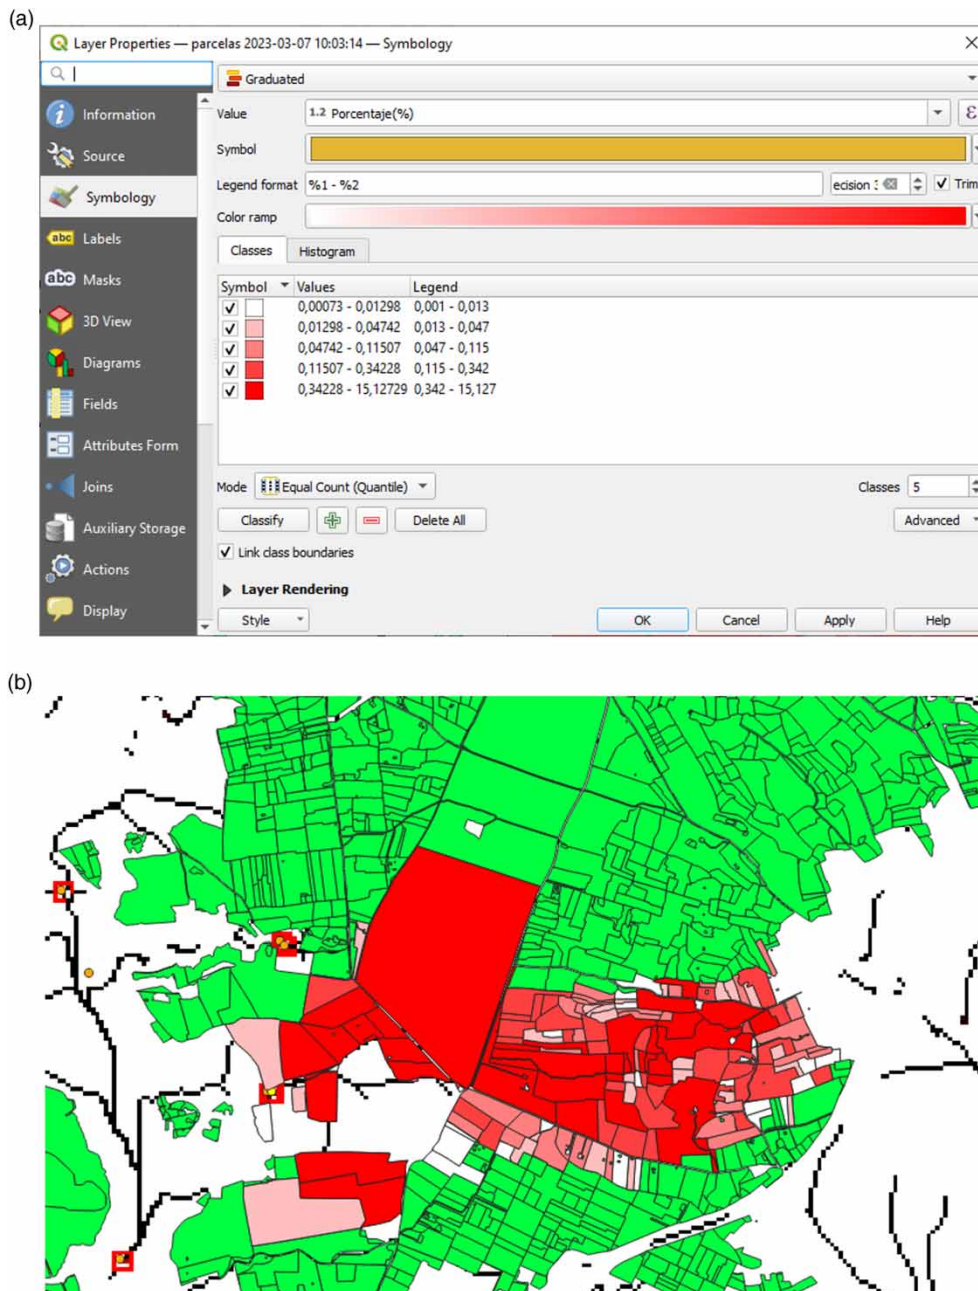 (a)
Layer Properties — parcelas 2023-03-07 10:03:14 — Symbology
Information
Source
Symbology
Labels
Masks
3D View
Diagrams
Fields
Attributes Form
Joins
Auxiliary Storage
Actions
Display
Graduated
Value 1.2 Porcentaje(%) ε
Symbol
Legend format %1 - %2 ecision Trim
Color ramp
Classes Histogram
Symbol Values Legend
0,00073 - 0,01298 0,001 - 0,013
0,01298 - 0,04742 0,013 - 0,047
0,04742 - 0,11507 0,047 - 0,115
0,11507 - 0,34228 0,115 - 0,342
0,34228 - 15,12729 0,342 - 15,127
Mode Equal Count (Quantile) Classes 5
Classify Delete All Advanced
Link class boundaries
Layer Rendering
Style OK Cancel Apply Help
(b)